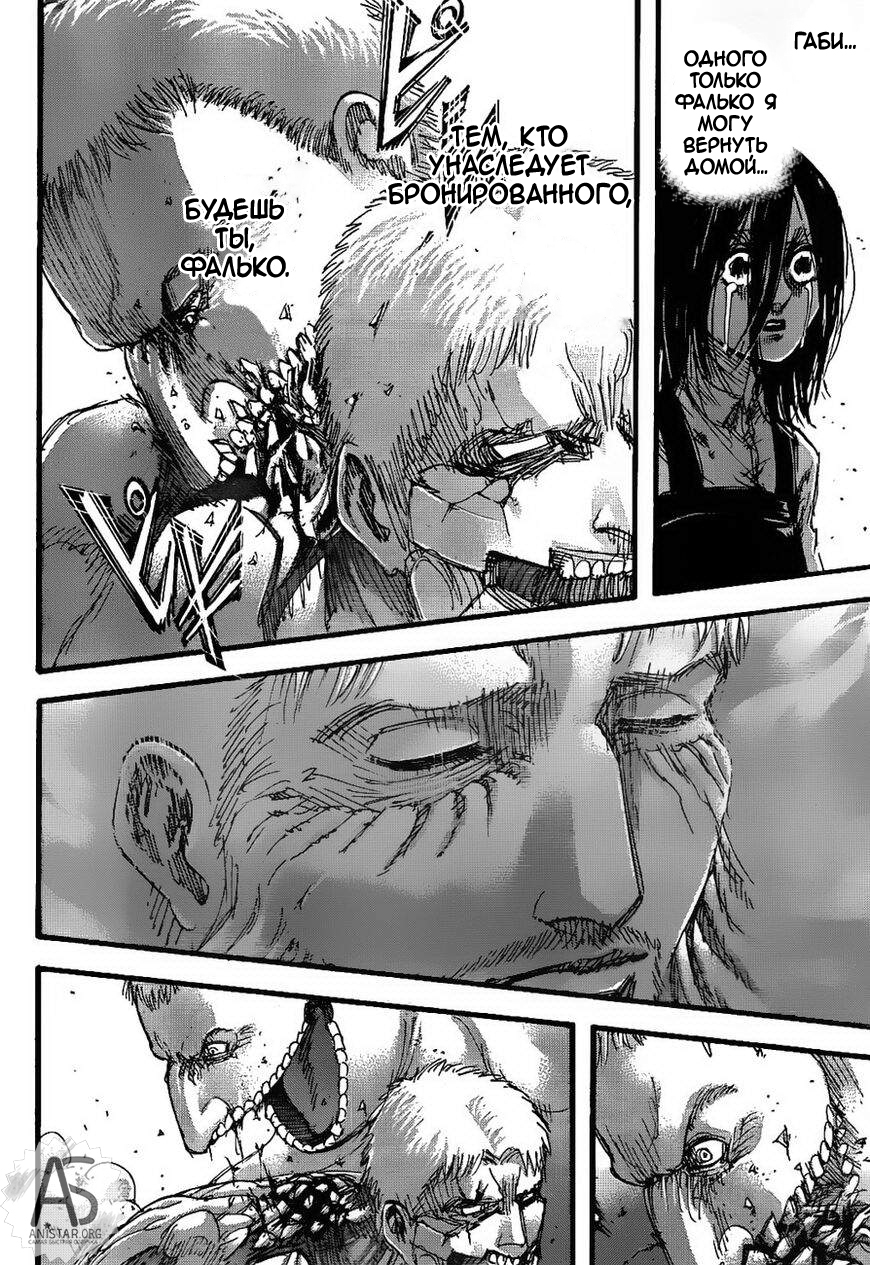 ГАБИ...
ОДНОГО
ТОЛЬКО
ФАЛЬКО Я
МОГУ
ВЕРНУТЬ
ДОМОЙ...
ТЕМ, КТО
УНАСЛЕДУЕТ
БРОНИРОВАННОГО,
БУДЕШЬ
ТЫ,
ФАЛЬКО.
AS
ANISTAR.ORG